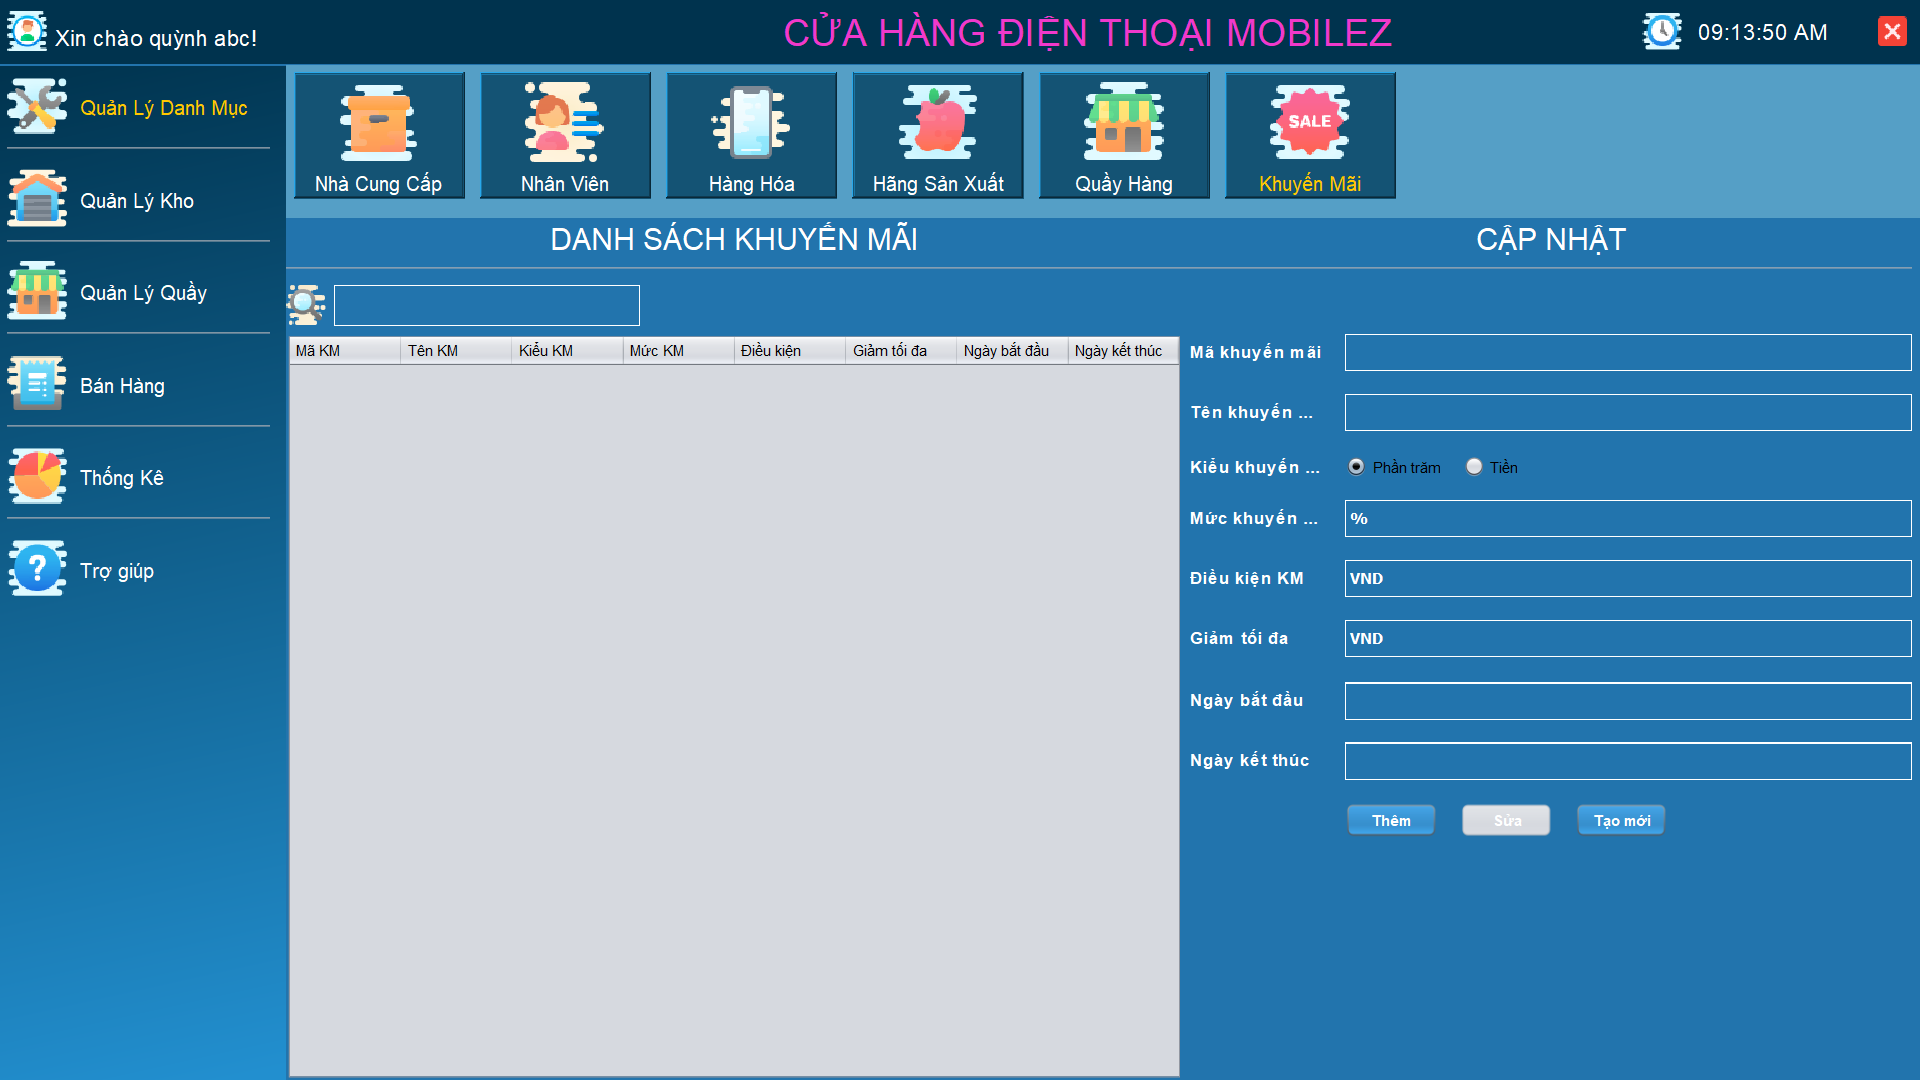 Xin chào quỳnh abc!
CỬA HÀNG ĐIỆN THOẠI MOBILEZ
09:13:50 AM
Quản Lý Danh Mục
Quản Lý Kho
Quản Lý Quầy
Bán Hàng
Thống Kê
Trợ giúp
Nhà Cung Cấp
Nhân Viên
Hàng Hóa
Hãng Sản Xuất
Quầy Hàng
SALE
Khuyến Mãi
DANH SÁCH KHUYẾN MÃI
Mã KM Tên KM Kiểu KM Mức KM Điều kiện Giảm tối đa Ngày bắt đầu Ngày kết thúc
CẬP NHẬT
Mã khuyến mãi
Tên khuyến ...
Kiểu khuyến ... Phần trăm Tiền
Mức khuyến ... %
Điều kiện KM VND
Giảm tối đa VND
Ngày bắt đầu
Ngày kết thúc
Thêm Sửa Tạo mới